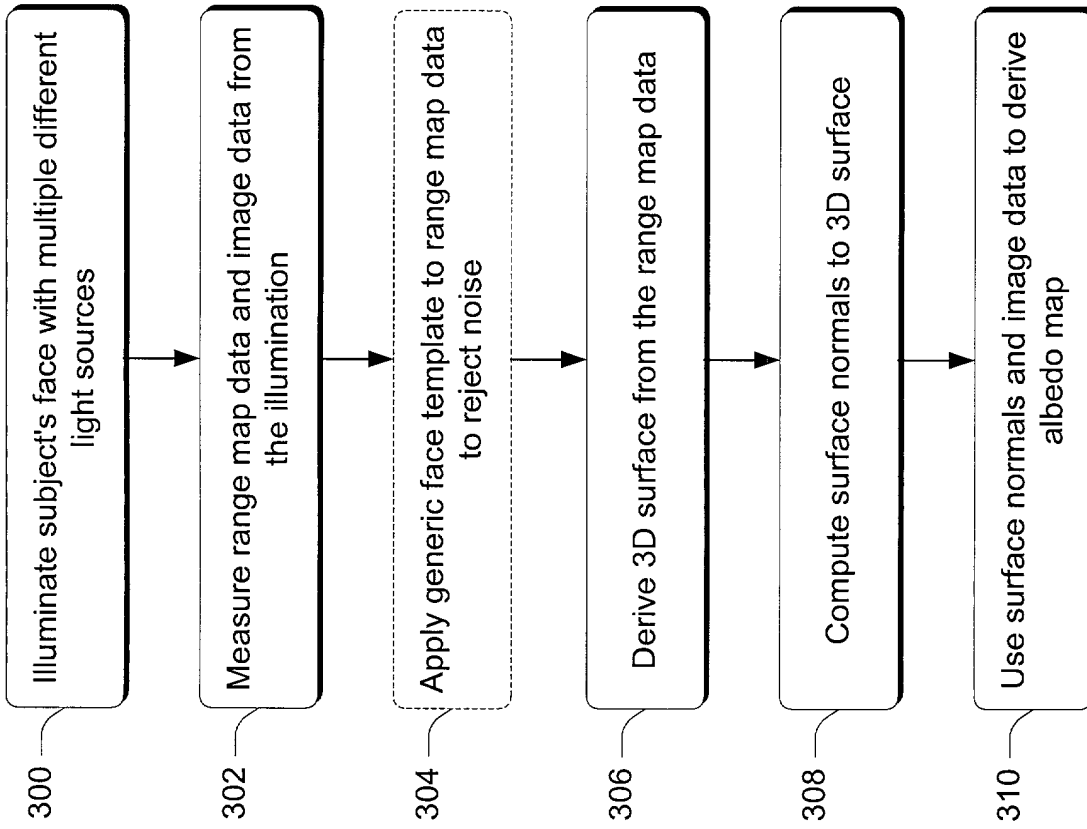 300
Illuminate subject's face with multiple different
light sources
302
Measure range map data and image data from
the illumination
304
Apply generic face template to range map data
to reject noise
306
Derive 3D surface from the range map data
308
Compute surface normals to 3D surface
310
Use surface normals and image data to derive
albedo map